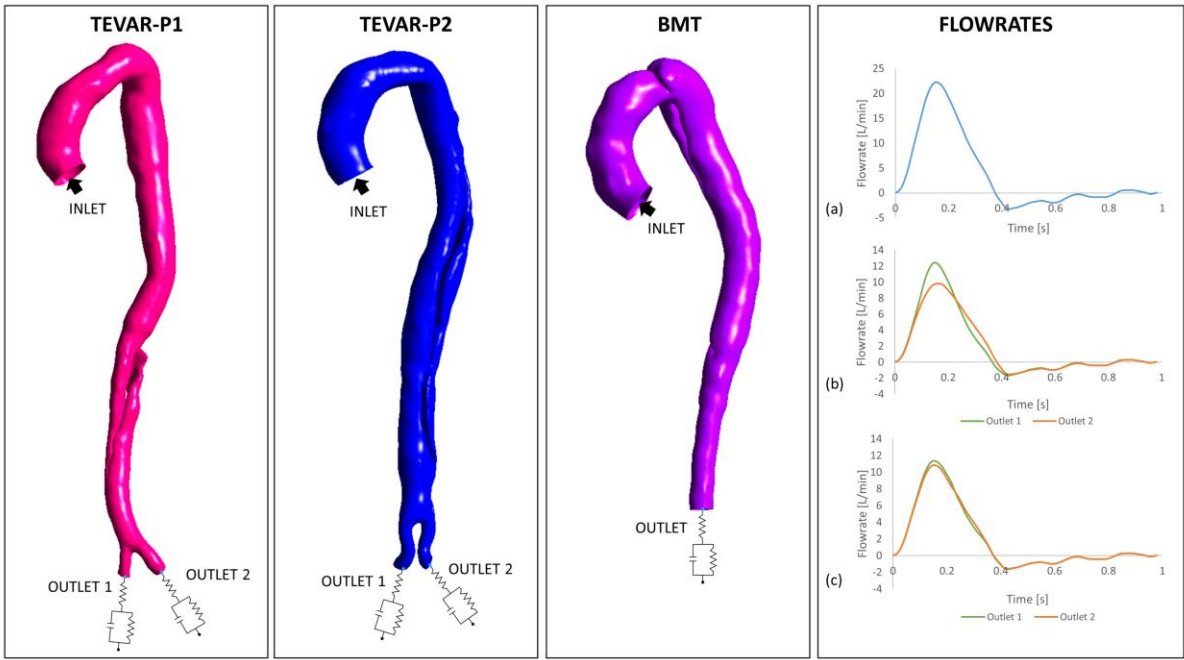 TEVAR-P1
INLET
OUTLET 1
OUTLET 2
TEVAR-P2
INLET
OUTLET 1
OUTLET 2
BMT
INLET
OUTLET
FLOWRATES
Flowrate [L/min]
25
20
15
10
5
0
-5
0
0.2
0.4
0.6
0.8
1
Time [s]
(a)
Flowrate [L/min]
14
12
10
8
6
4
2
0
-2
-4
0
0.2
0.4
0.6
0.8
1
Time [s]
Outlet 1 Outlet 2
(b)
Flowrate [L/min]
14
12
10
8
6
4
2
0
-2
-4
0
0.2
0.4
0.6
0.8
1
Time [s]
Outlet 1 Outlet 2
(c)